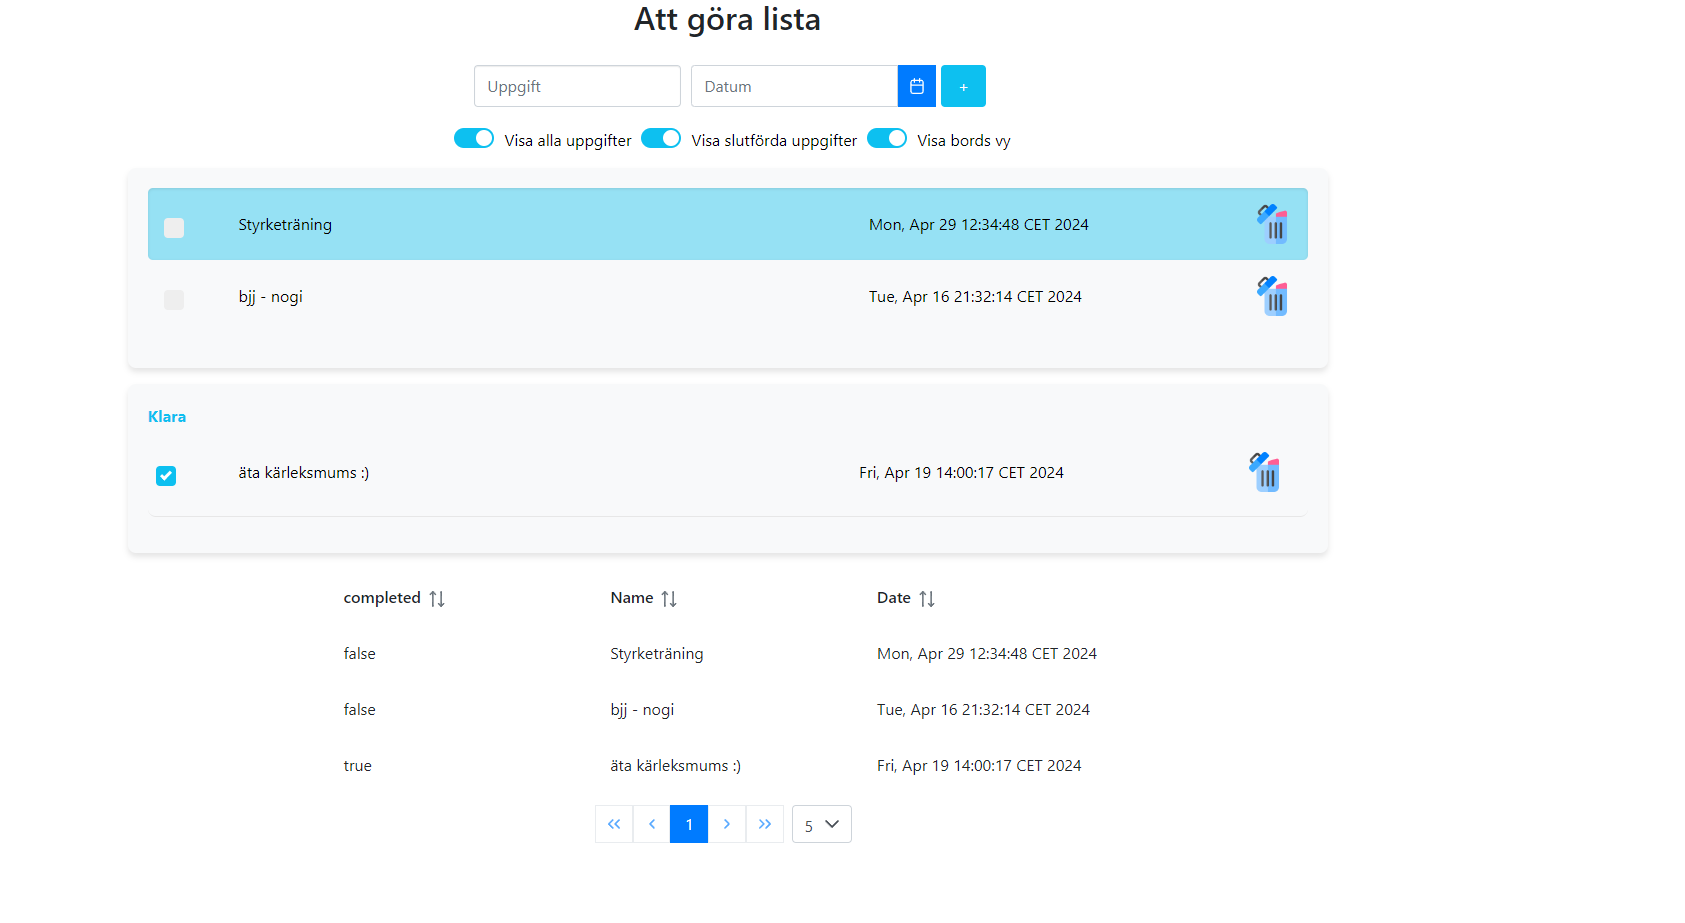 Att göra lista
Uppgift Datum +
Visa alla uppgifter Visa slutförda uppgifter Visa bords vy
Styrketräning Mon, Apr 29 12:34:48 CET 2024
bjj - nogi Tue, Apr 16 21:32:14 CET 2024
Klara
äta kärleksmums :) Fri, Apr 19 14:00:17 CET 2024
completed Name Date
false Styrketräning Mon, Apr 29 12:34:48 CET 2024
false bjj - nogi Tue, Apr 16 21:32:14 CET 2024
true äta kärleksmums :) Fri, Apr 19 14:00:17 CET 2024
1 5